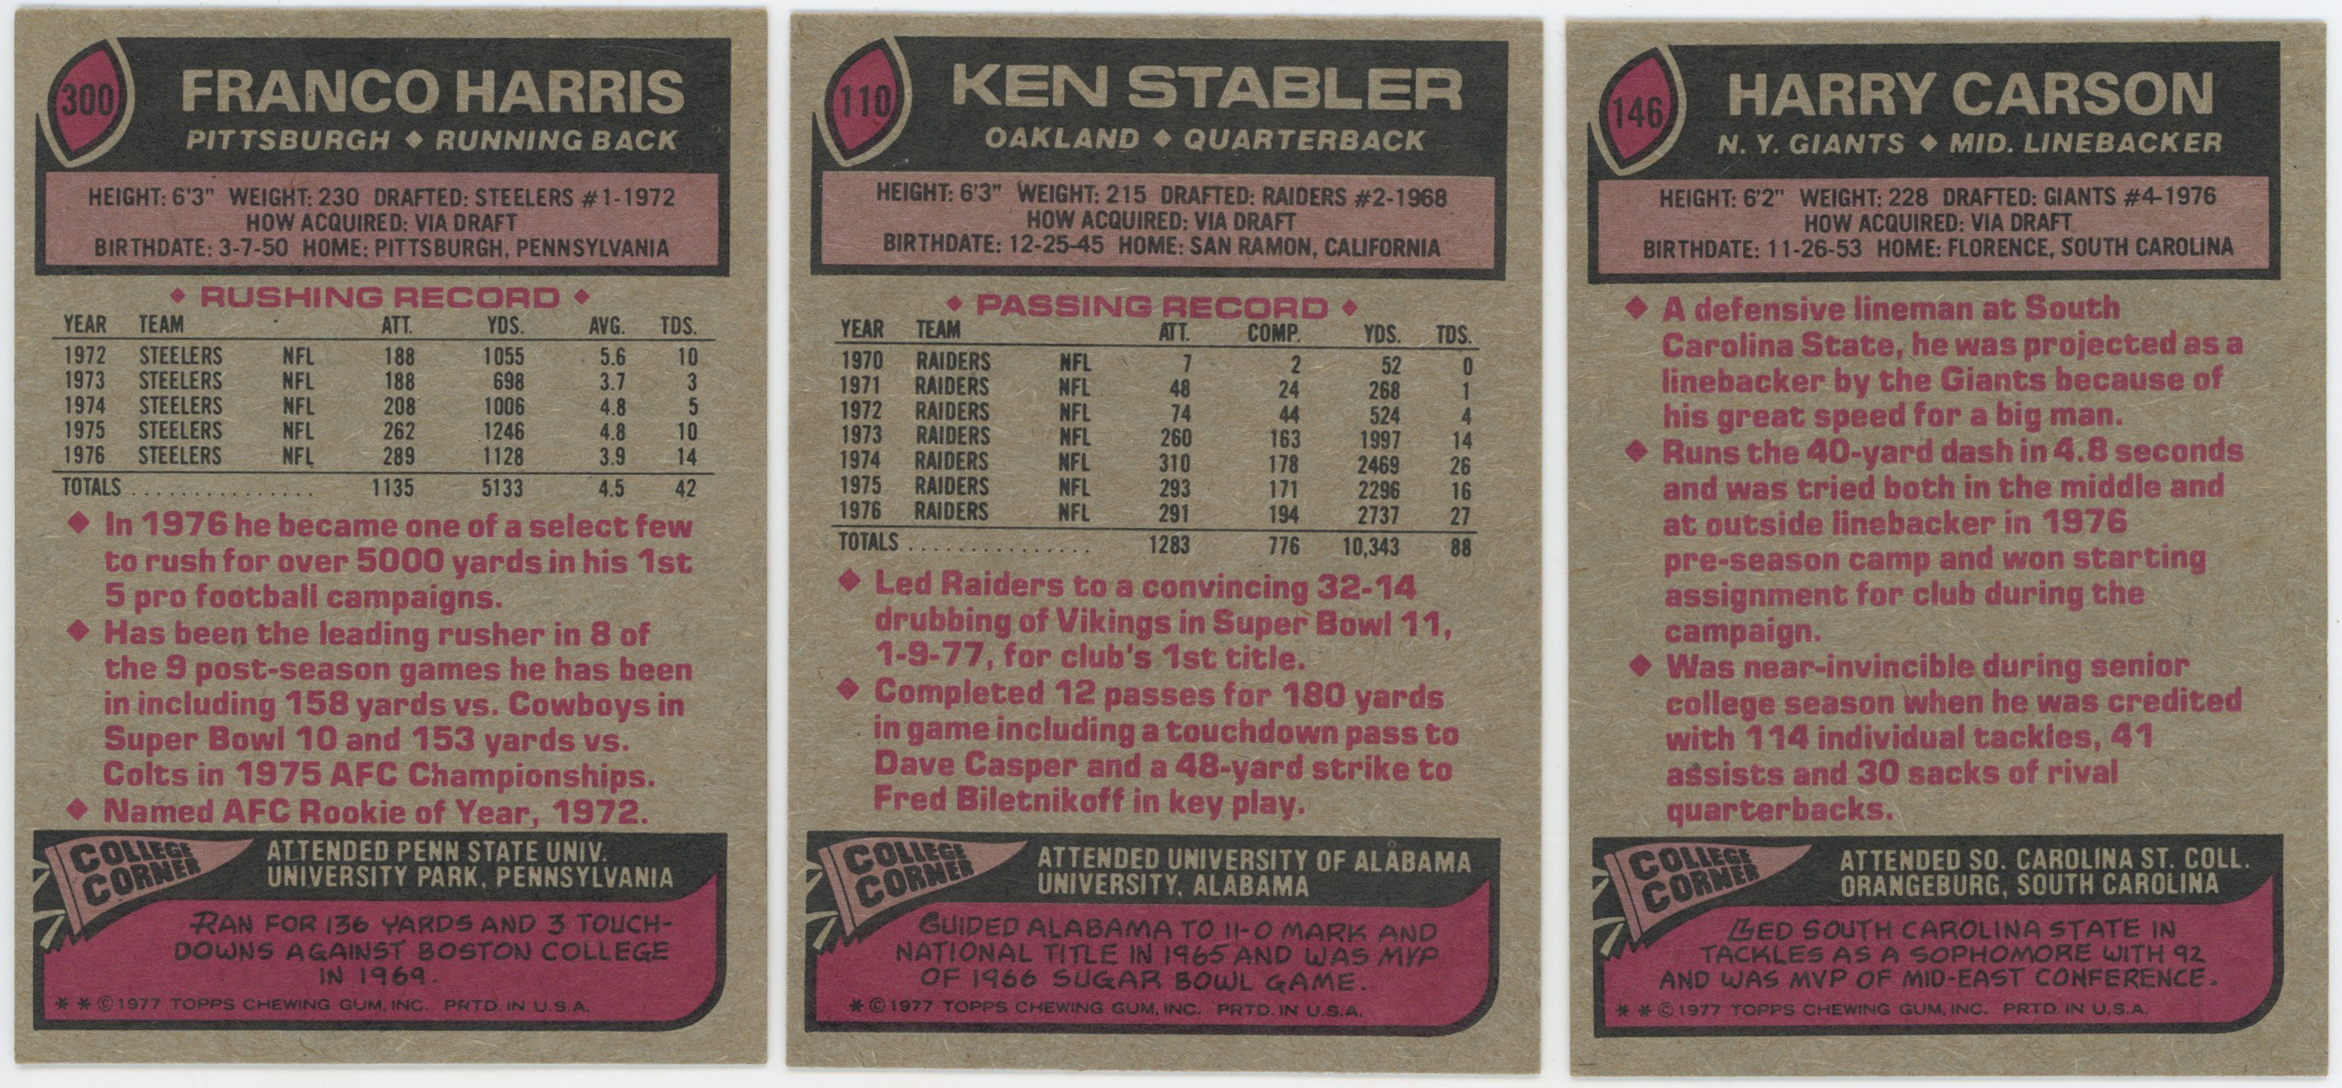 300
FRANCO HARRIS
PITTSBURGH ◆ RUNNING BACK
HEIGHT: 6'3" WEIGHT: 230 DRAFTED: STEELERS #1-1972
HOW ACQUIRED: VIA DRAFT
BIRTHDATE: 3-7-50 HOME: PITTSBURGH, PENNSYLVANIA
◆ RUSHING RECORD ◆
YEAR TEAM ATT. YDS. AVG. TDS.
1972 STEELERS NFL 188 1055 5.6 10
1973 STEELERS NFL 188 698 3.7 3
1974 STEELERS NFL 208 1006 4.8 5
1975 STEELERS NFL 262 1246 4.8 10
1976 STEELERS NFL 289 1128 3.9 14
TOTALS ............... 1135 5133 4.5 42
◆ In 1976 he became one of a select few
to rush for over 5000 yards in his 1st
5 pro football campaigns.
◆ Has been the leading rusher in 8 of
the 9 post-season games he has been
in including 158 yards vs. Cowboys in
Super Bowl 10 and 153 yards vs.
Colts in 1975 AFC Championships.
◆ Named AFC Rookie of Year, 1972.
COLLEGE
CORNER
ATTENDED PENN STATE UNIV.
UNIVERSITY PARK, PENNSYLVANIA
RAN FOR 136 YARDS AND 3 TOUCH-
DOWNS AGAINST BOSTON COLLEGE
IN 1969.
* * © 1977 TOPPS CHEWING GUM, INC. PRTD. IN U.S.A.
110
KEN STABLER
OAKLAND ◆ QUARTERBACK
HEIGHT: 6'3" WEIGHT: 215 DRAFTED: RAIDERS #2-1968
HOW ACQUIRED: VIA DRAFT
BIRTHDATE: 12-25-45 HOME: SAN RAMON, CALIFORNIA
◆ PASSING RECORD ◆
YEAR TEAM ATT. COMP. YDS. TDS.
1970 RAIDERS NFL 7 2 52 0
1971 RAIDERS NFL 48 24 268 1
1972 RAIDERS NFL 74 44 524 4
1973 RAIDERS NFL 260 163 1997 14
1974 RAIDERS NFL 310 178 2469 26
1975 RAIDERS NFL 293 171 2296 16
1976 RAIDERS NFL 291 194 2737 27
TOTALS ............... 1283 776 10,343 88
◆ Led Raiders to a convincing 32-14
drubbing of Vikings in Super Bowl 11,
1-9-77, for club's 1st title.
◆ Completed 12 passes for 180 yards
in game including a touchdown pass to
Dave Casper and a 48-yard strike to
Fred Biletnikoff in key play.
COLLEGE
CORNER
ATTENDED UNIVERSITY OF ALABAMA
UNIVERSITY, ALABAMA
GUIDED ALABAMA TO 11-0 MARK AND
NATIONAL TITLE IN 1965 AND WAS MVP
OF 1966 SUGAR BOWL GAME.
* © 1977 TOPPS CHEWING GUM, INC. PRTD. IN U.S.A.
146
HARRY CARSON
N. Y. GIANTS ◆ MID. LINEBACKER
HEIGHT: 6'2" WEIGHT: 228 DRAFTED: GIANTS #4-1976
HOW ACQUIRED: VIA DRAFT
BIRTHDATE: 11-26-53 HOME: FLORENCE, SOUTH CAROLINA
◆ A defensive lineman at South
Carolina State, he was projected as a
linebacker by the Giants because of
his great speed for a big man.
◆ Runs the 40-yard dash in 4.8 seconds
and was tried both in the middle and
at outside linebacker in 1976
pre-season camp and won starting
assignment for club during the
campaign.
◆ Was near-invincible during senior
college season when he was credited
with 114 individual tackles, 41
assists and 30 sacks of rival
quarterbacks.
COLLEGE
CORNER
ATTENDED SO. CAROLINA ST. COLL.
ORANGEBURG, SOUTH CAROLINA
LED SOUTH CAROLINA STATE IN
TACKLES AS A SOPHOMORE WITH 92
AND WAS MVP OF MID-EAST CONFERENCE.
* * © 1977 TOPPS CHEWING GUM, INC. PRTD. IN U.S.A.